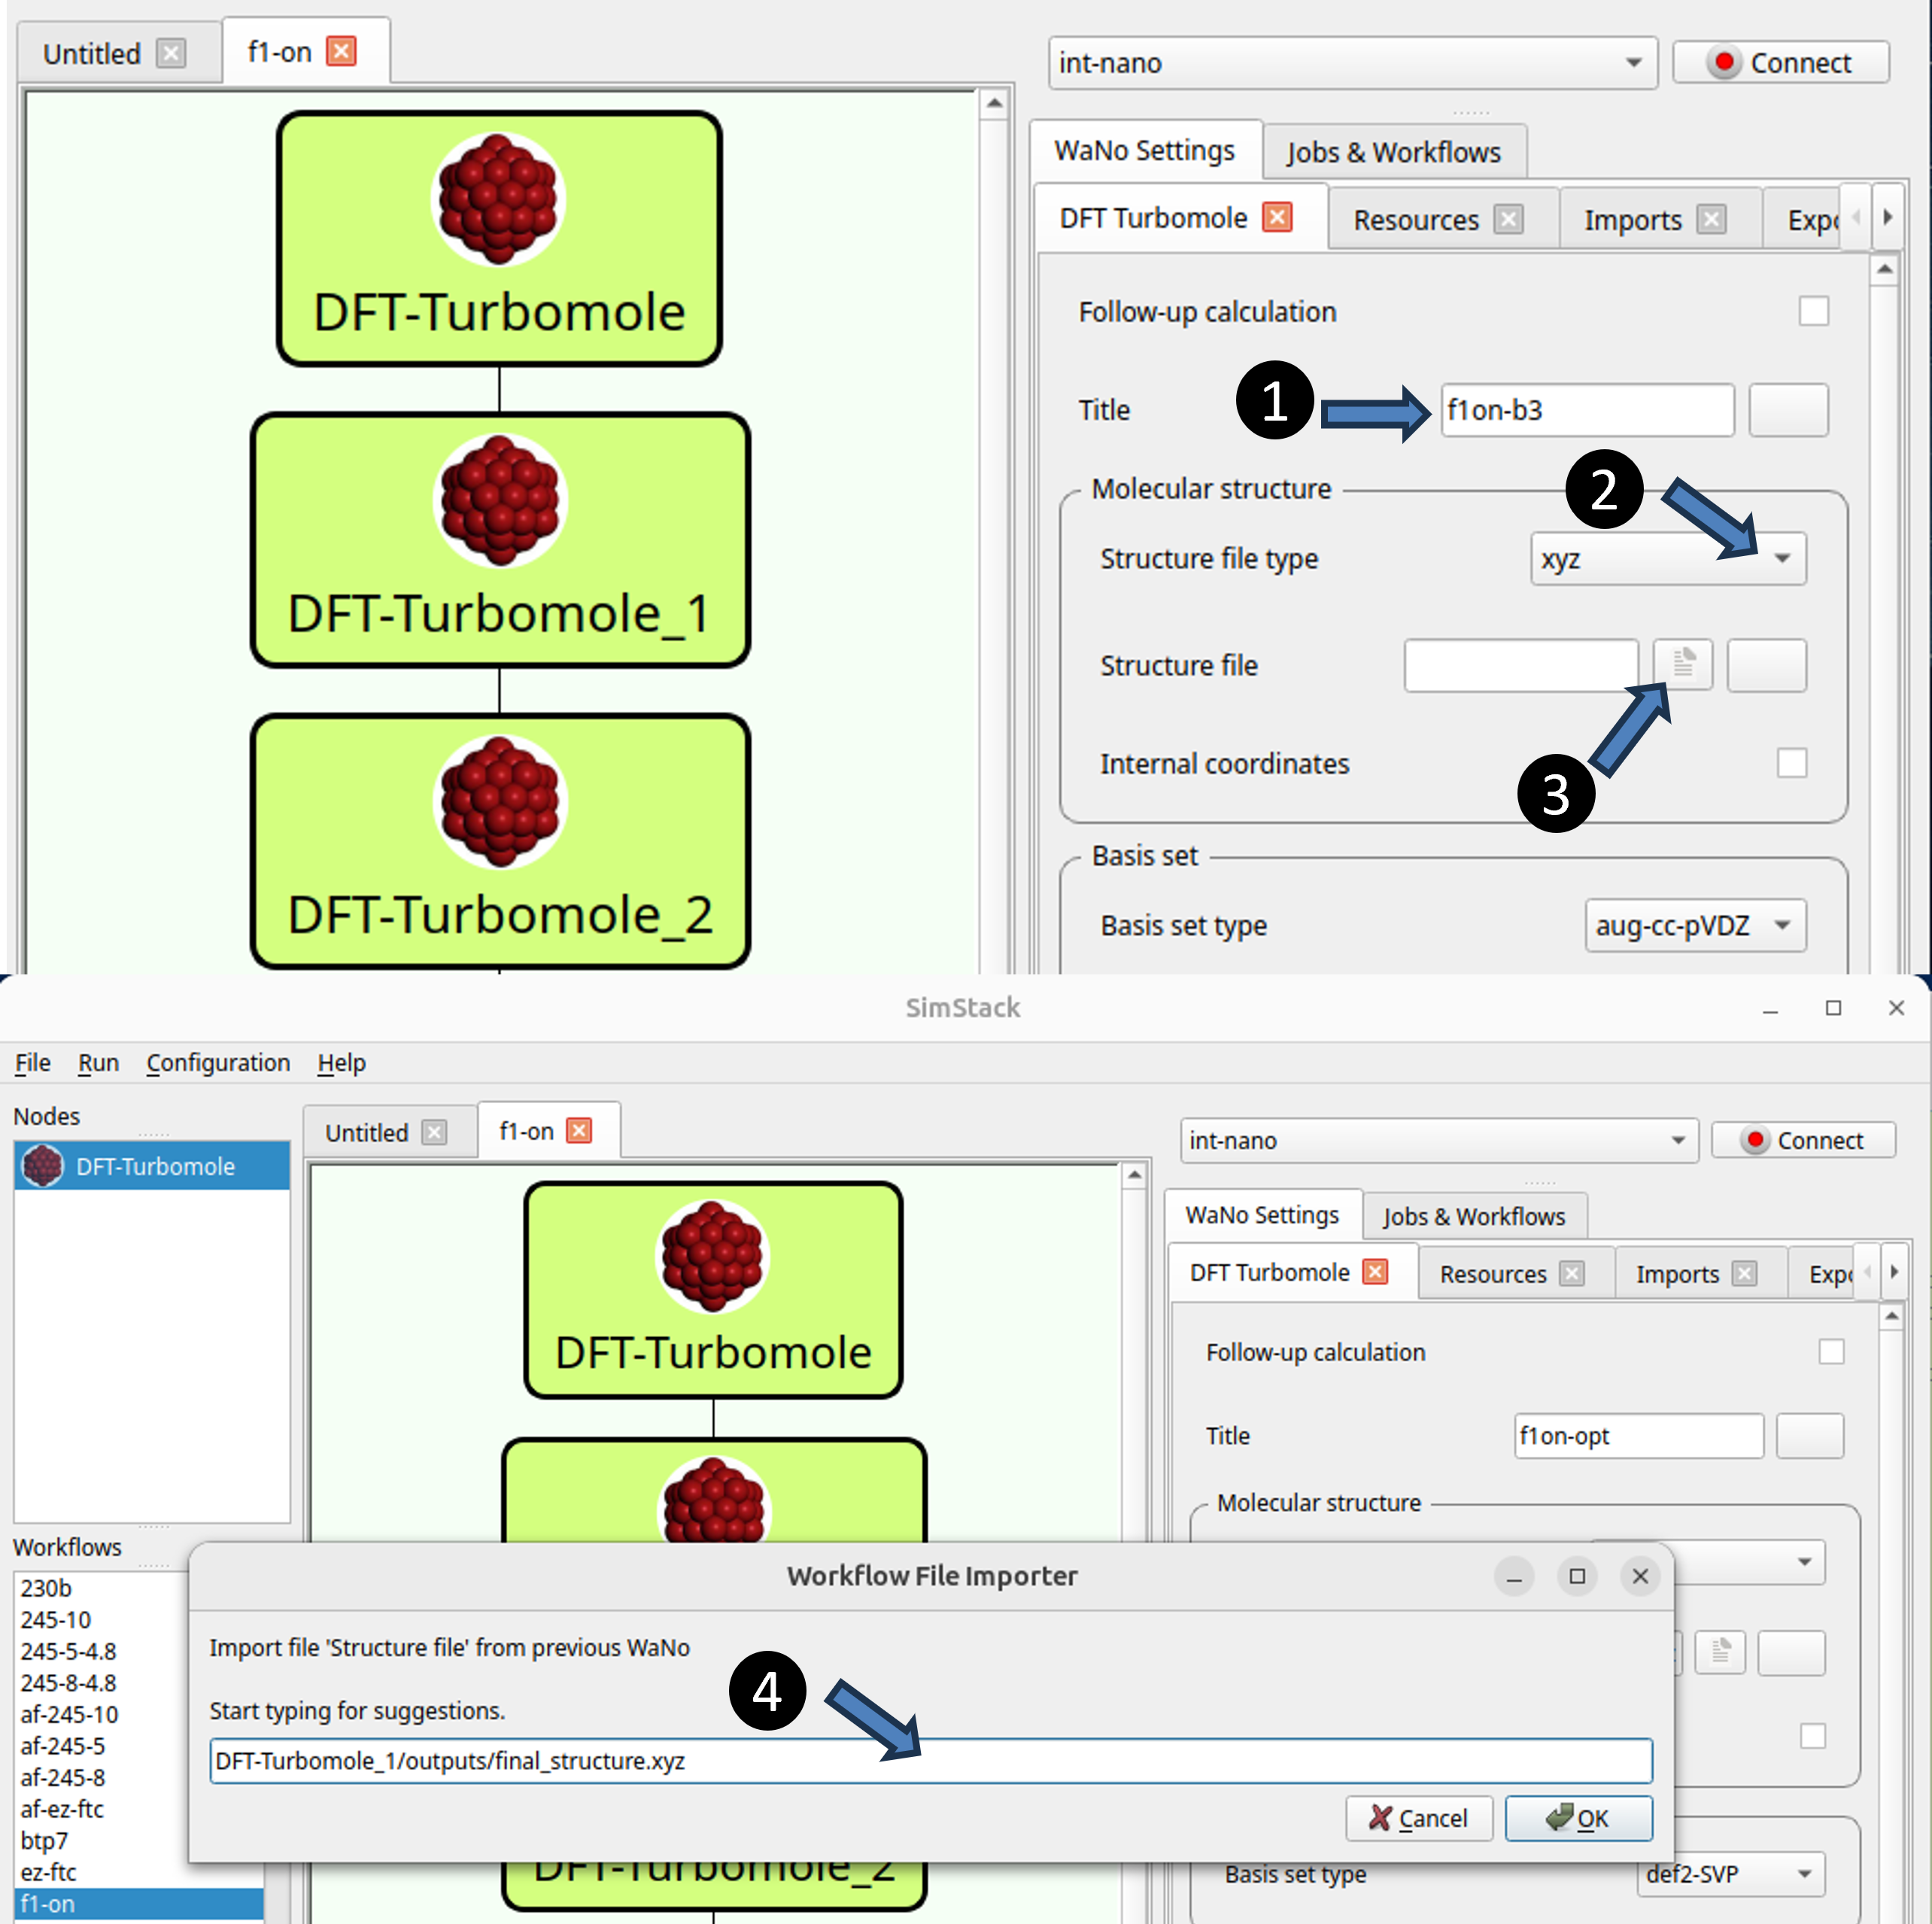 Untitled
f1-on
int-nano
Connect
DFT-Turbomole
DFT-Turbomole_1
DFT-Turbomole_2
WaNo Settings
Jobs & Workflows
DFT Turbomole
Resources
Imports
Expo
Follow-up calculation
1
Title
f1on-b3
2
Molecular structure
Structure file type
xyz
Structure file
3
Internal coordinates
Basis set
Basis set type
aug-cc-pVDZ
SimStack
File Run Configuration Help
Nodes
DFT-Turbomole
Workflows
230b
245-10
245-5-4.8
245-8-4.8
af-245-10
af-245-5
af-245-8
af-ez-ftc
btp7
ez-ftc
f1-on
Untitled
f1-on
DFT-Turbomole
DFT-Turbomole_2
int-nano
Connect
WaNo Settings
Jobs & Workflows
DFT Turbomole
Resources
Imports
Expo
Follow-up calculation
Title
f1on-opt
Molecular structure
Basis set type
def2-SVP
Workflow File Importer
Import file 'Structure file' from previous WaNo
4
Start typing for suggestions.
DFT-Turbomole_1/outputs/final_structure.xyz
Cancel
OK